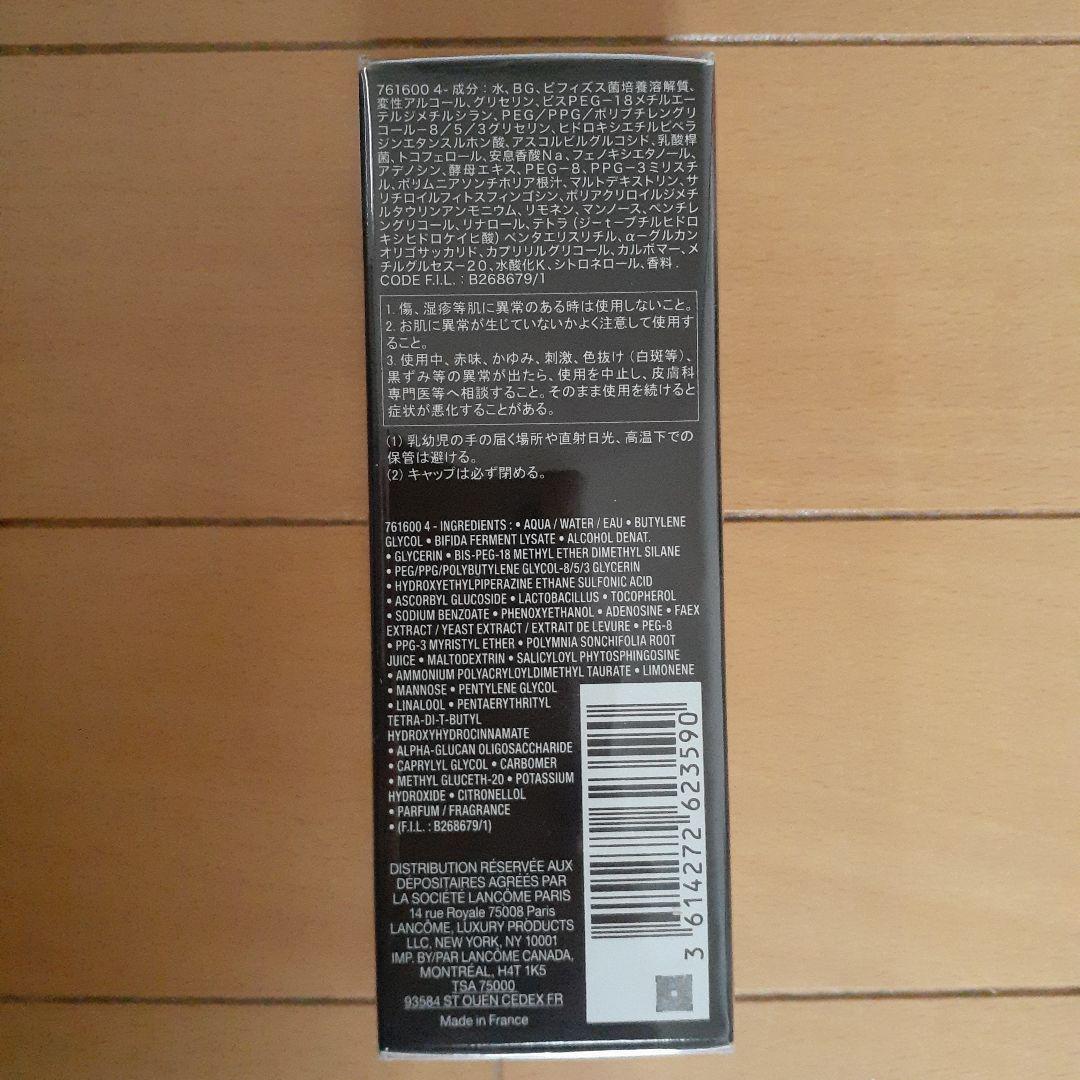 761600 4- 成分：水、BG、ビフィズス菌培養溶解質、
変性アルコール、グリセリン、ビスPEG－18メチルエー
テルジメチルシラン、PEG／PPG／ポリブチレングリ
コール－8／5／3グリセリン、ヒドロキシエチルピペラ
ジンエタンスルホン酸、アスコルビルグルコシド、乳酸桿
菌、トコフェロール、安息香酸Na、フェノキシエタノール、
アデノシン、酵母エキス、PEG－8、PPG－3ミリスチ
ル、ポリムニアソンチホリア根汁、マルトデキストリン、サ
リチロイルフィトスフィンゴシン、ポリアクリロイルジメチ
ルタウリンアンモニウム、リモネン、マンノース、ペンチレ
ングリコール、リナロール、テトラ（ジーtーブチルヒドロ
キシヒドロケイヒ酸）ペンタエリスリチル、αーグルカン
オリゴサッカリド、カプリリルグリコール、カルボマー、メ
チルグルセス－20、水酸化K、シトロネロール、香料．
CODE F.I.L. : B268679/1
1. 傷、湿疹等肌に異常のある時は使用しないこと。
2. お肌に異常が生じていないかよく注意して使用す
ること。
3. 使用中、赤味、かゆみ、刺激、色抜け（白斑等）、
黒ずみ等の異常が出たら、使用を中止し、皮膚科
専門医等へ相談すること。そのまま使用を続けると
症状が悪化することがある。
(1) 乳幼児の手の届く場所や直射日光、高温下での
保管は避ける。
(2) キャップは必ず閉める。
761600 4 - INGREDIENTS : • AQUA / WATER / EAU • BUTYLENE
GLYCOL • BIFIDA FERMENT LYSATE • ALCOHOL DENAT.
• GLYCERIN • BIS-PEG-18 METHYL ETHER DIMETHYL SILANE
• PEG/PPG/POLYBUTYLENE GLYCOL-8/5/3 GLYCERIN
• HYDROXYETHYLPIPERAZINE ETHANE SULFONIC ACID
• ASCORBYL GLUCOSIDE • LACTOBACILLUS • TOCOPHEROL
• SODIUM BENZOATE • PHENOXYETHANOL • ADENOSINE • FAEX
EXTRACT / YEAST EXTRACT / EXTRAIT DE LEVURE • PEG-8
• PPG-3 MYRISTYL ETHER • POLYMNIA SONCHIFOLIA ROOT
JUICE • MALTODEXTRIN • SALICYLOYL PHYTOSPHINGOSINE
• AMMONIUM POLYACRYLOYLDIMETHYL TAURATE • LIMONENE
• MANNOSE • PENTYLENE GLYCOL
• LINALOOL • PENTAERYTHRITYL
TETRA-DI-T-BUTYL
HYDROXYHYDROCINNAMATE
• ALPHA-GLUCAN OLIGOSACCHARIDE
• CAPRYLYL GLYCOL • CARBOMER
• METHYL GLUCETH-20 • POTASSIUM
HYDROXIDE • CITRONELLOL
• PARFUM / FRAGRANCE
• (F.I.L. : B268679/1)
3 614272 623590
DISTRIBUTION RÉSERVÉE AUX
DÉPOSITAIRES AGRÉÉS PAR
LA SOCIÉTÉ LANCÔME PARIS
14 rue Royale 75008 Paris
LANCÔME, LUXURY PRODUCTS
LLC, NEW YORK, NY 10001
IMP. BY/PAR LANCÔME CANADA,
MONTRÉAL, H4T 1K5
TSA 75000
93584 ST OUEN CEDEX FR
Made in France